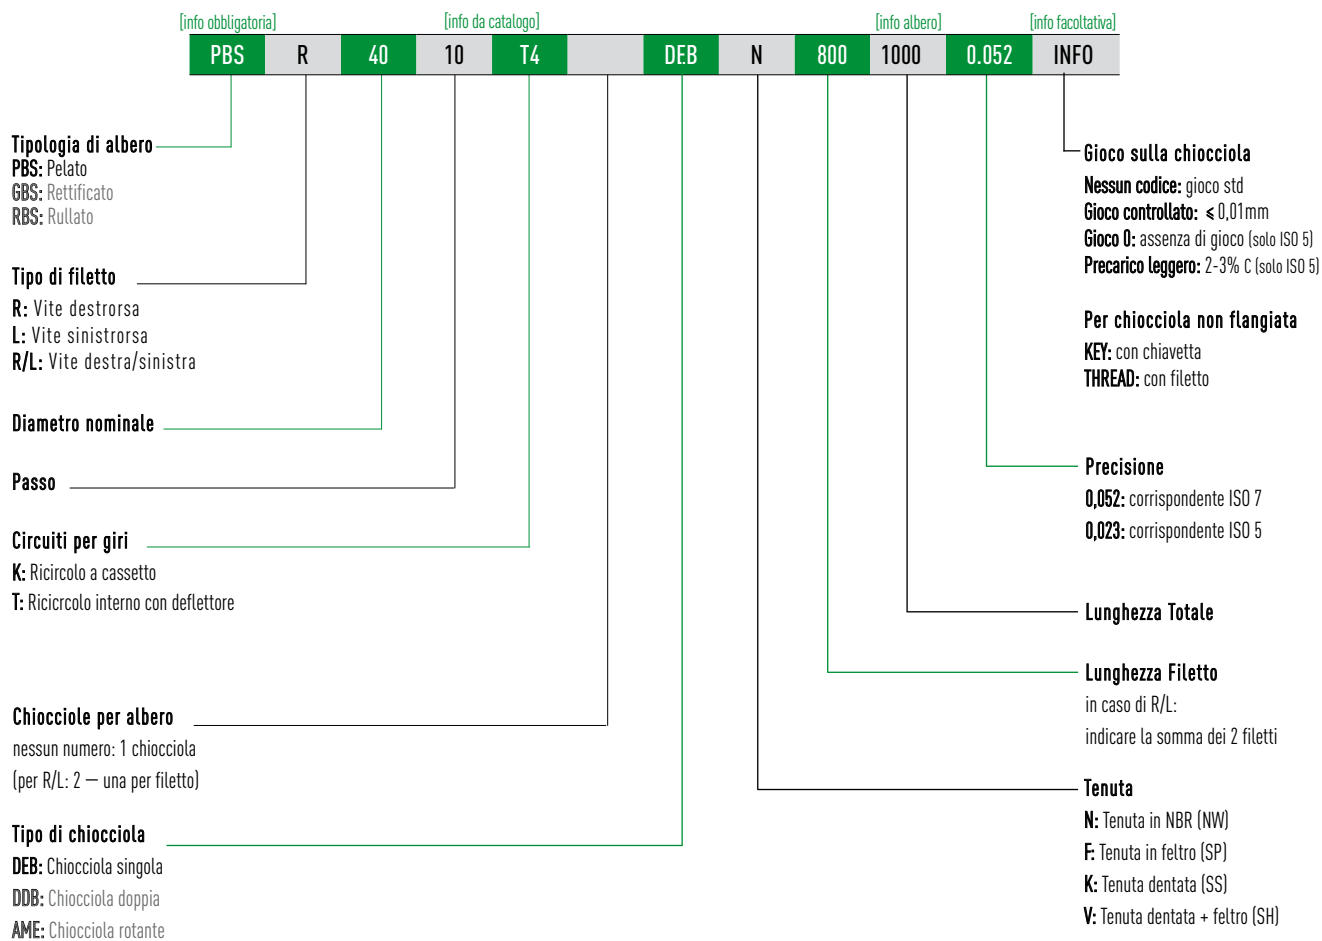 [info obbligatoria] [info da catalogo] [info albero] [info facoltativa]
PBS R 40 10 T4 DEB N 800 1000 0.052 INFO
Tipologia di albero
PBS: Pelato
GBS: Rettificato
RBS: Rullato
Tipo di filetto
R: Vite destrorsa
L: Vite sinistrorsa
R/L: Vite destra/sinistra
Diametro nominale
Passo
Circuiti per giri
K: Ricircolo a cassetto
T: Ricicrcolo interno con deflettore
Chiocciole per albero
nessun numero: 1 chiocciola
(per R/L: 2 — una per filetto)
Tipo di chiocciola
DEB: Chiocciola singola
DDB: Chiocciola doppia
AME: Chiocciola rotante
Gioco sulla chiocciola
Nessun codice: gioco std
Gioco controllato: ⩽ 0,01mm
Gioco 0: assenza di gioco (solo ISO 5)
Precarico leggero: 2-3% C (solo ISO 5)
Per chiocciola non flangiata
KEY: con chiavetta
THREAD: con filetto
Precisione
0,052: corrispondente ISO 7
0,023: corrispondente ISO 5
Lunghezza Totale
Lunghezza Filetto
in caso di R/L:
indicare la somma dei 2 filetti
Tenuta
N: Tenuta in NBR (NW)
F: Tenuta in feltro (SP)
K: Tenuta dentata (SS)
V: Tenuta dentata + feltro (SH)